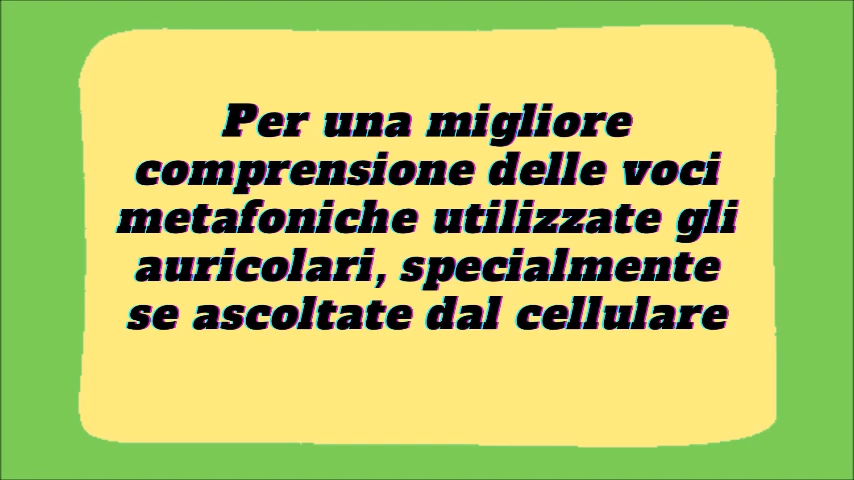 Per una migliore
comprensione delle voci
metafoniche utilizzate gli
auricolari, specialmente
se ascoltate dal cellulare